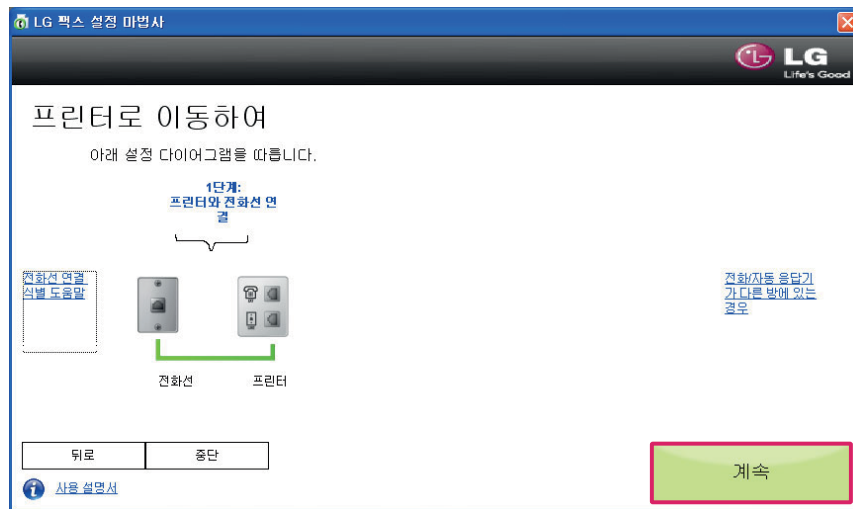 LG 팩스 설정 마법사
LG
Life's Good
프린터로 이동하여
아래 설정 다이어그램을 따릅니다.
1단계:
프린터와 전화선 연
결
전화선 연결
식별 도움말
전화/자동 응답기
가 다른 방에 있는
경우
전화선
프린터
뒤로
중단
계속
사용 설명서